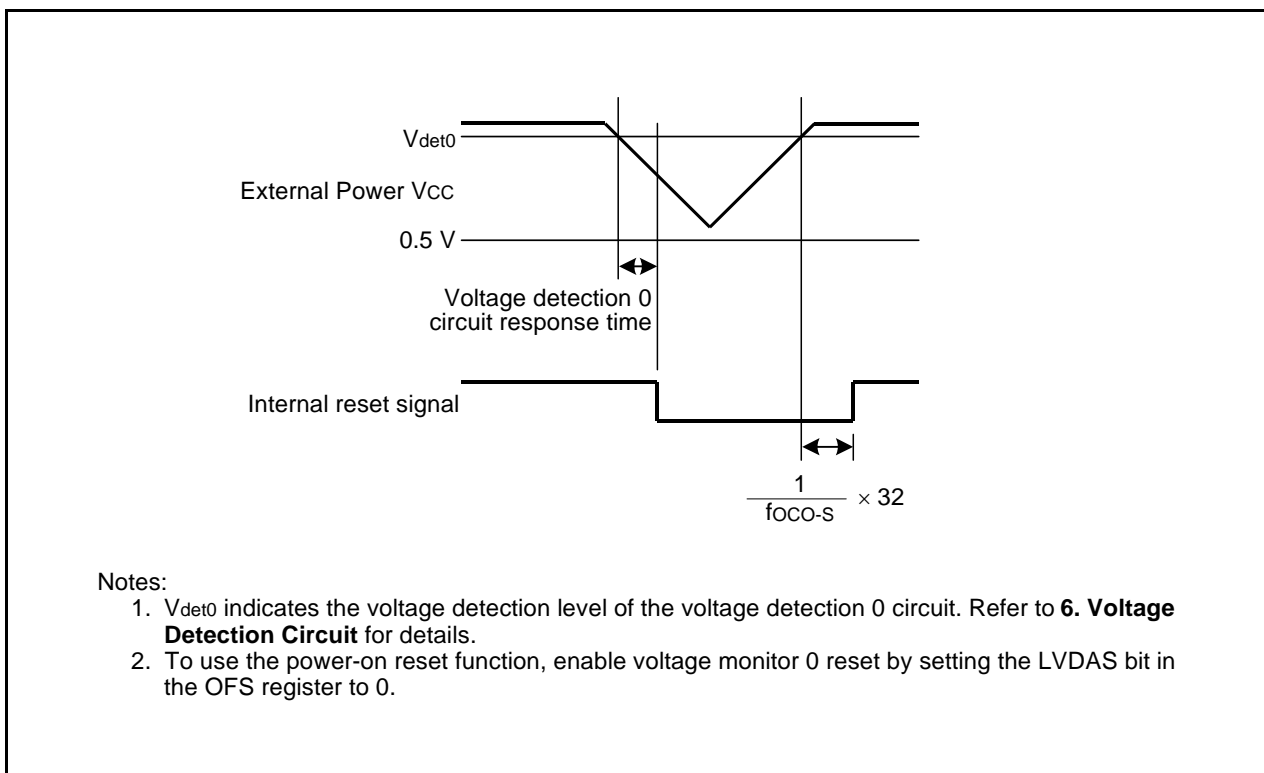 Vdet0
External Power VCC
0.5 V
Voltage detection 0
circuit response time
Internal reset signal
1
fOCO-S
× 32
Notes:
1. Vdet0 indicates the voltage detection level of the voltage detection 0 circuit. Refer to 6. Voltage
Detection Circuit for details.
2. To use the power-on reset function, enable voltage monitor 0 reset by setting the LVDAS bit in
the OFS register to 0.